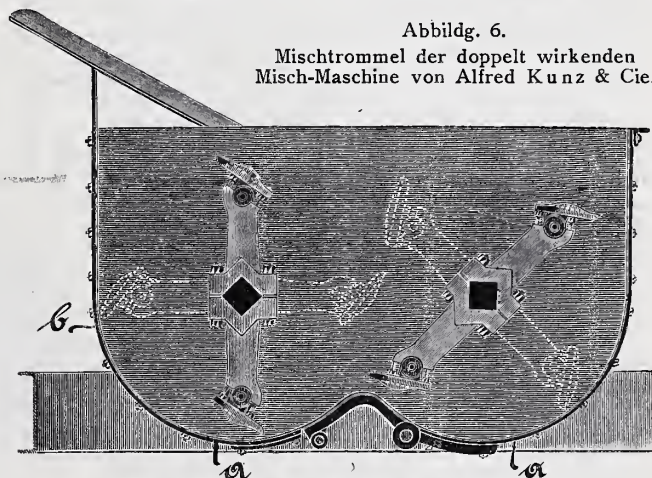 Abbildg. 6.
Mischtrommel der doppelt wirkenden
Misch-Maschine von Alfred Kunz & Cie.
b
a a